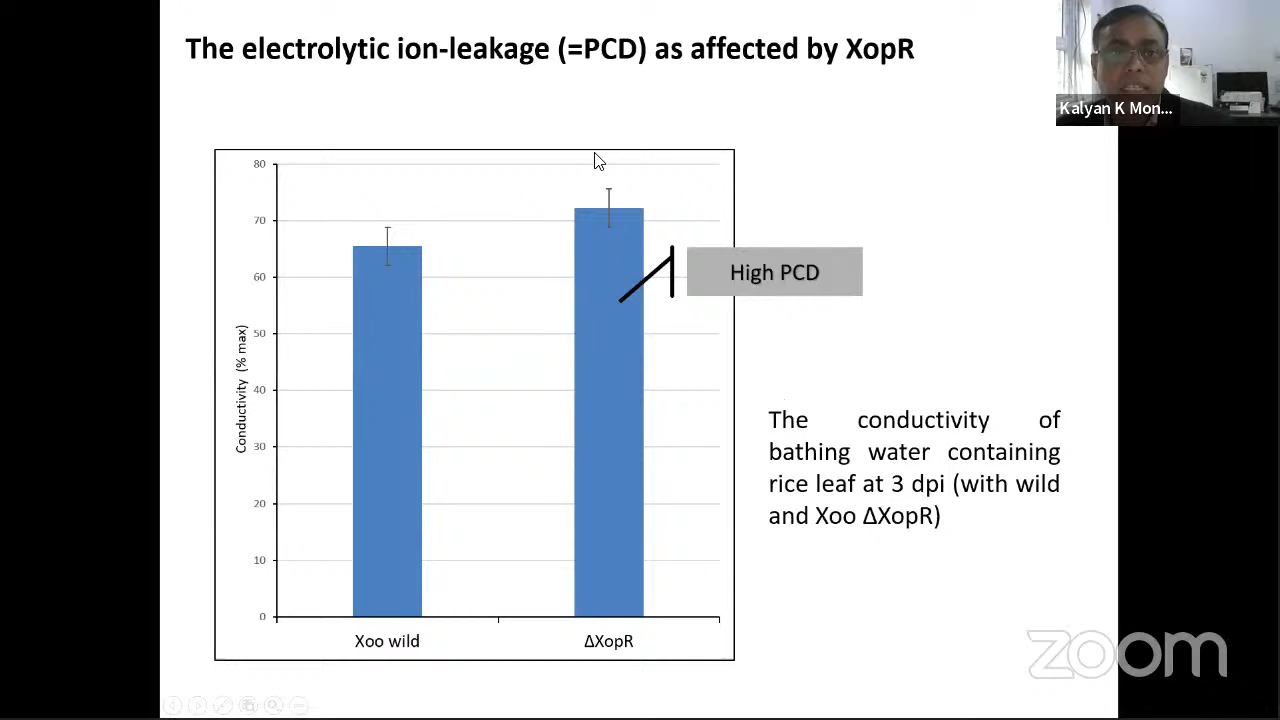 The electrolytic ion-leakage (=PCD) as affected by XopR
Kalyan K Mon...
80
70
60
50
40
30
20
10
0
Conductivity (% max)
Xoo wild
ΔXopR
High PCD
The conductivity of
bathing water containing
rice leaf at 3 dpi (with wild
and Xoo ΔXopR)
zoom